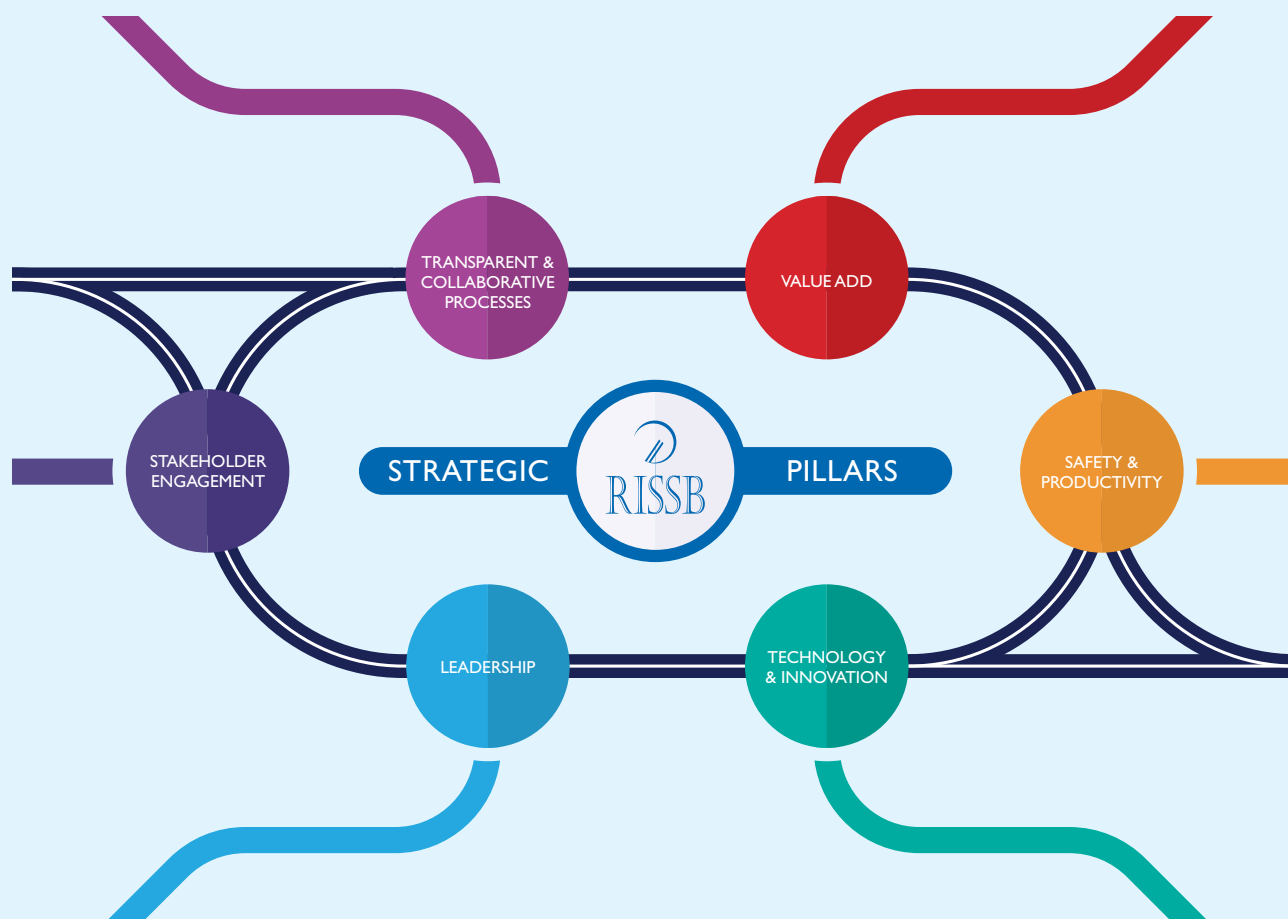 TRANSPARENT &
COLLABORATIVE
PROCESSES
VALUE ADD
STAKEHOLDER
ENGAGEMENT
STRATEGIC
RISSB
PILLARS
SAFETY &
PRODUCTIVITY
LEADERSHIP
TECHNOLOGY
& INNOVATION